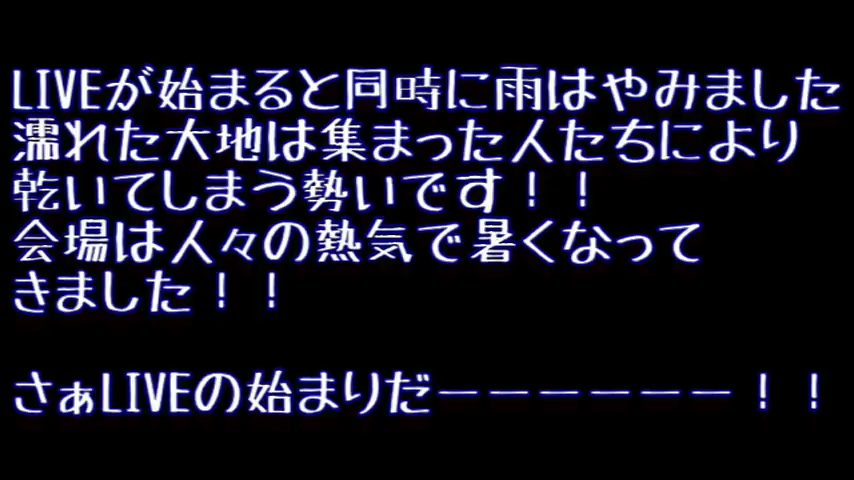 LIVEが始まると同時に雨はやみました
濡れた大地は集まった人たちにより
乾いてしまう勢いです！！
会場は人々の熱気で暑くなって
きました！！
さぁLIVEの始まりだーーーーーー！！